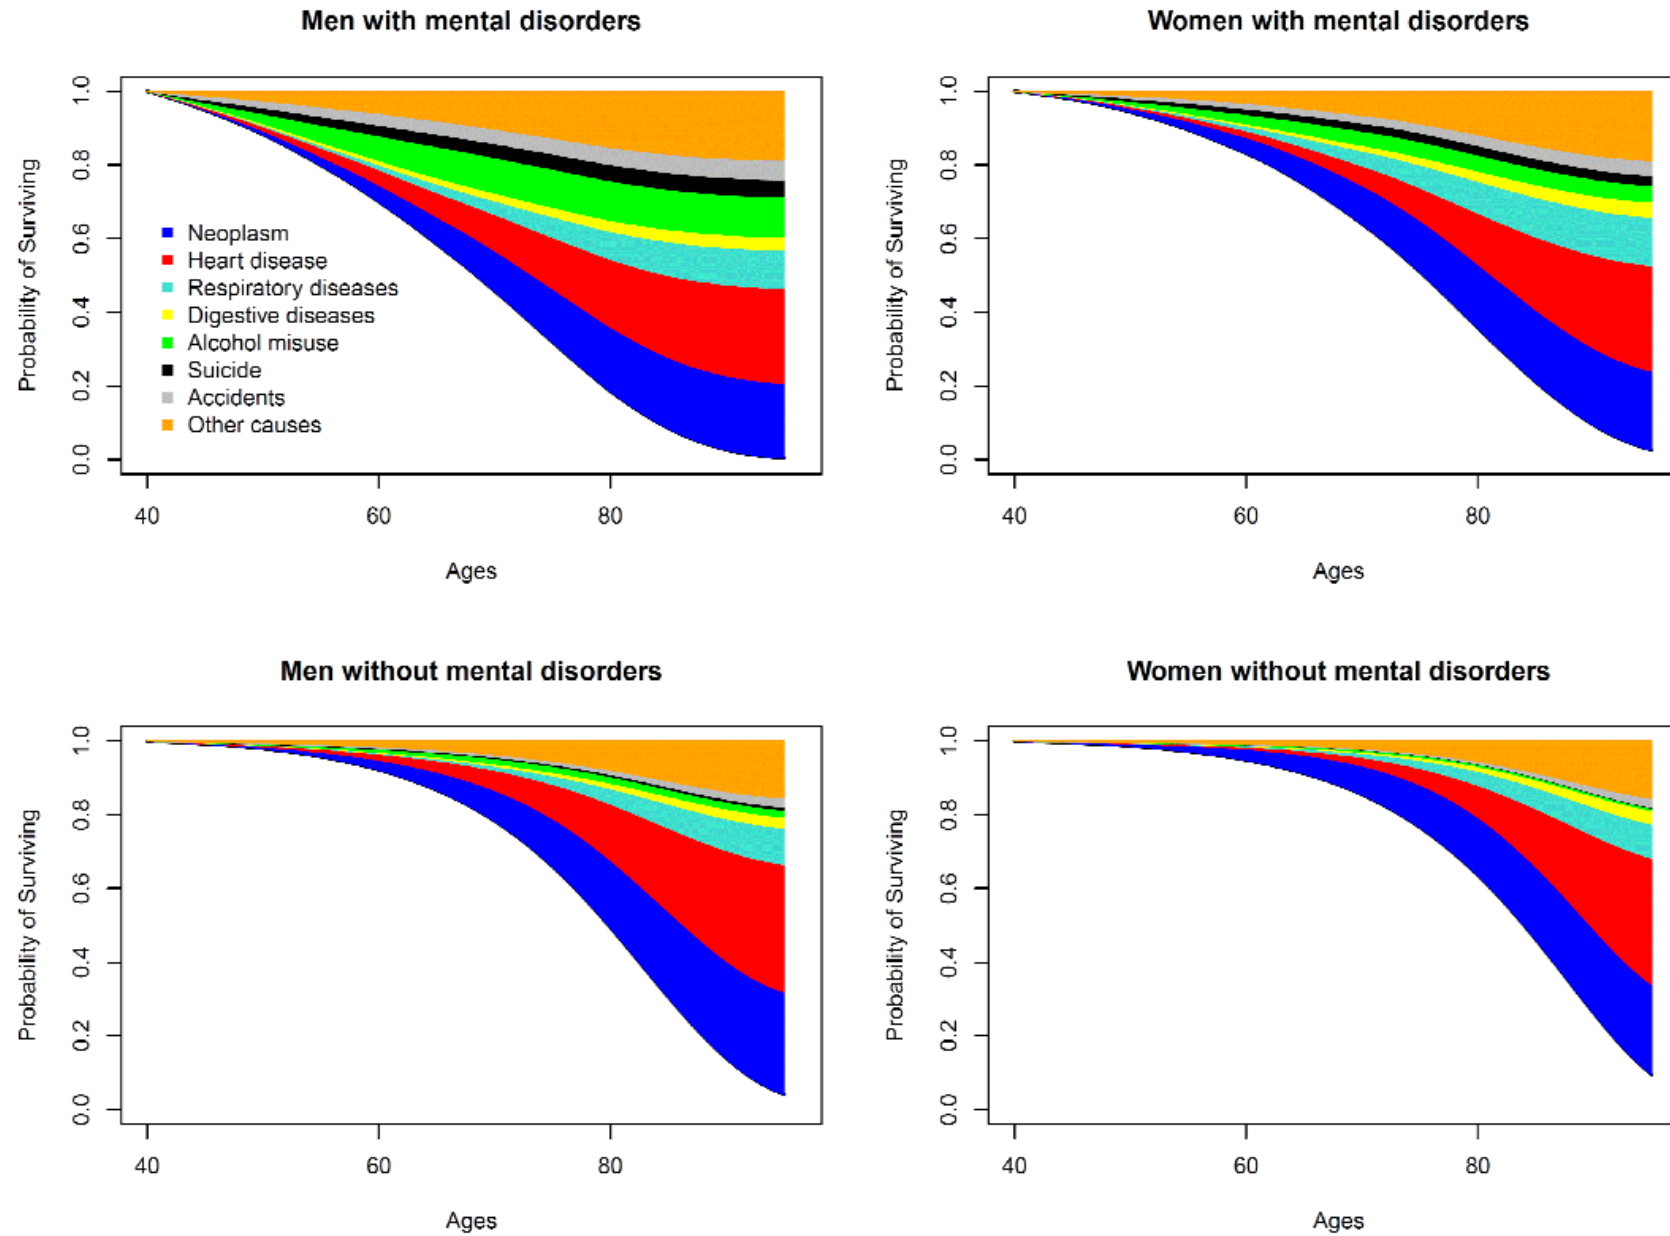 Men with mental disorders
Probability of Surviving
1.0
0.8
0.6
0.4
0.2
0.0
Neoplasm
Heart disease
Respiratory diseases
Digestive diseases
Alcohol misuse
Suicide
Accidents
Other causes
40 60 80
Ages
Women with mental disorders
Probability of Surviving
1.0
0.8
0.6
0.4
0.2
0.0
40 60 80
Ages
Men without mental disorders
Probability of Surviving
1.0
0.8
0.6
0.4
0.2
0.0
40 60 80
Ages
Women without mental disorders
Probability of Surviving
1.0
0.8
0.6
0.4
0.2
0.0
40 60 80
Ages